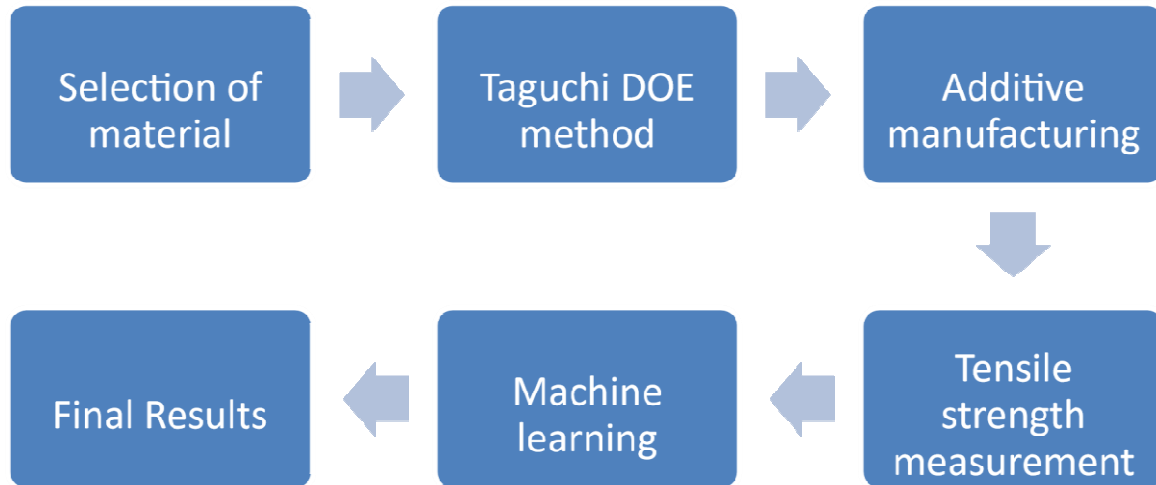 Selection of
material
Taguchi DOE
method
Additive
manufacturing
Tensile
strength
measurement
Machine
learning
Final Results